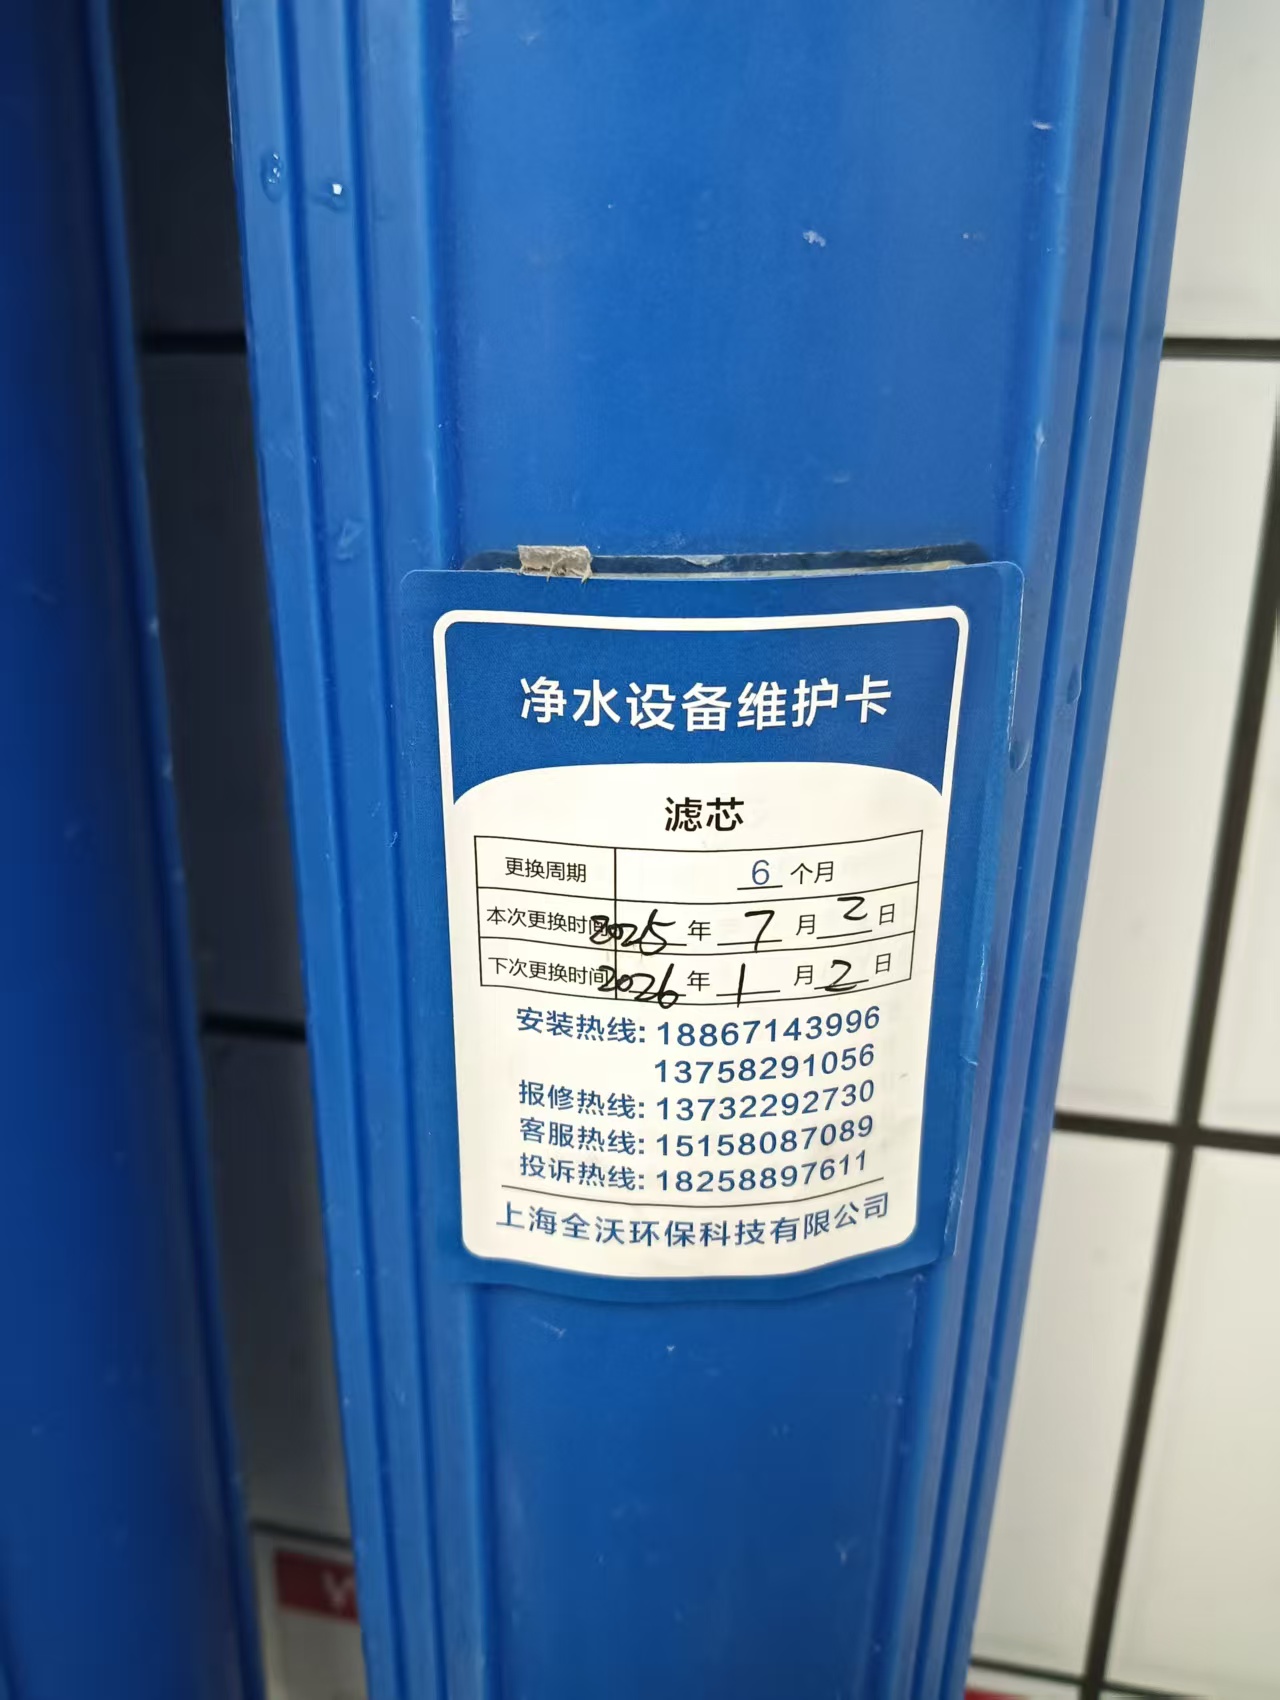 净水设备维护卡
滤芯
更换周期 6 个月
本次更换时间 2025 年 7 月 2 日
下次更换时间 2026 年 1 月 2 日
安装热线: 18867143996
13758291056
报修热线: 13732292730
客服热线: 15158087089
投诉热线: 18258897611
上海全沃环保科技有限公司